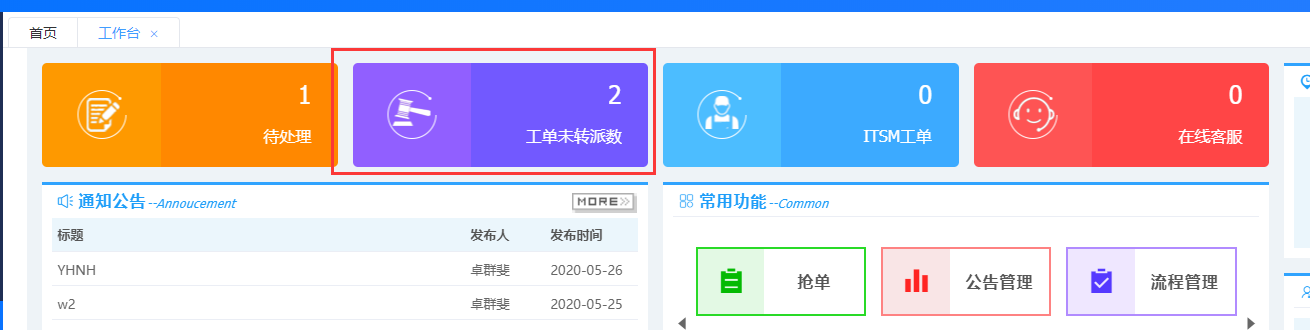 首页 工作台 ×
1 2 0 0
待处理 工单未转派数 ITSM工单 在线客服
通知公告 --Annoucement MORE 常用功能 --Common
标题 发布人 发布时间
YHNH 卓群斐 2020-05-26
抢单 公告管理 流程管理
w2 卓群斐 2020-05-25